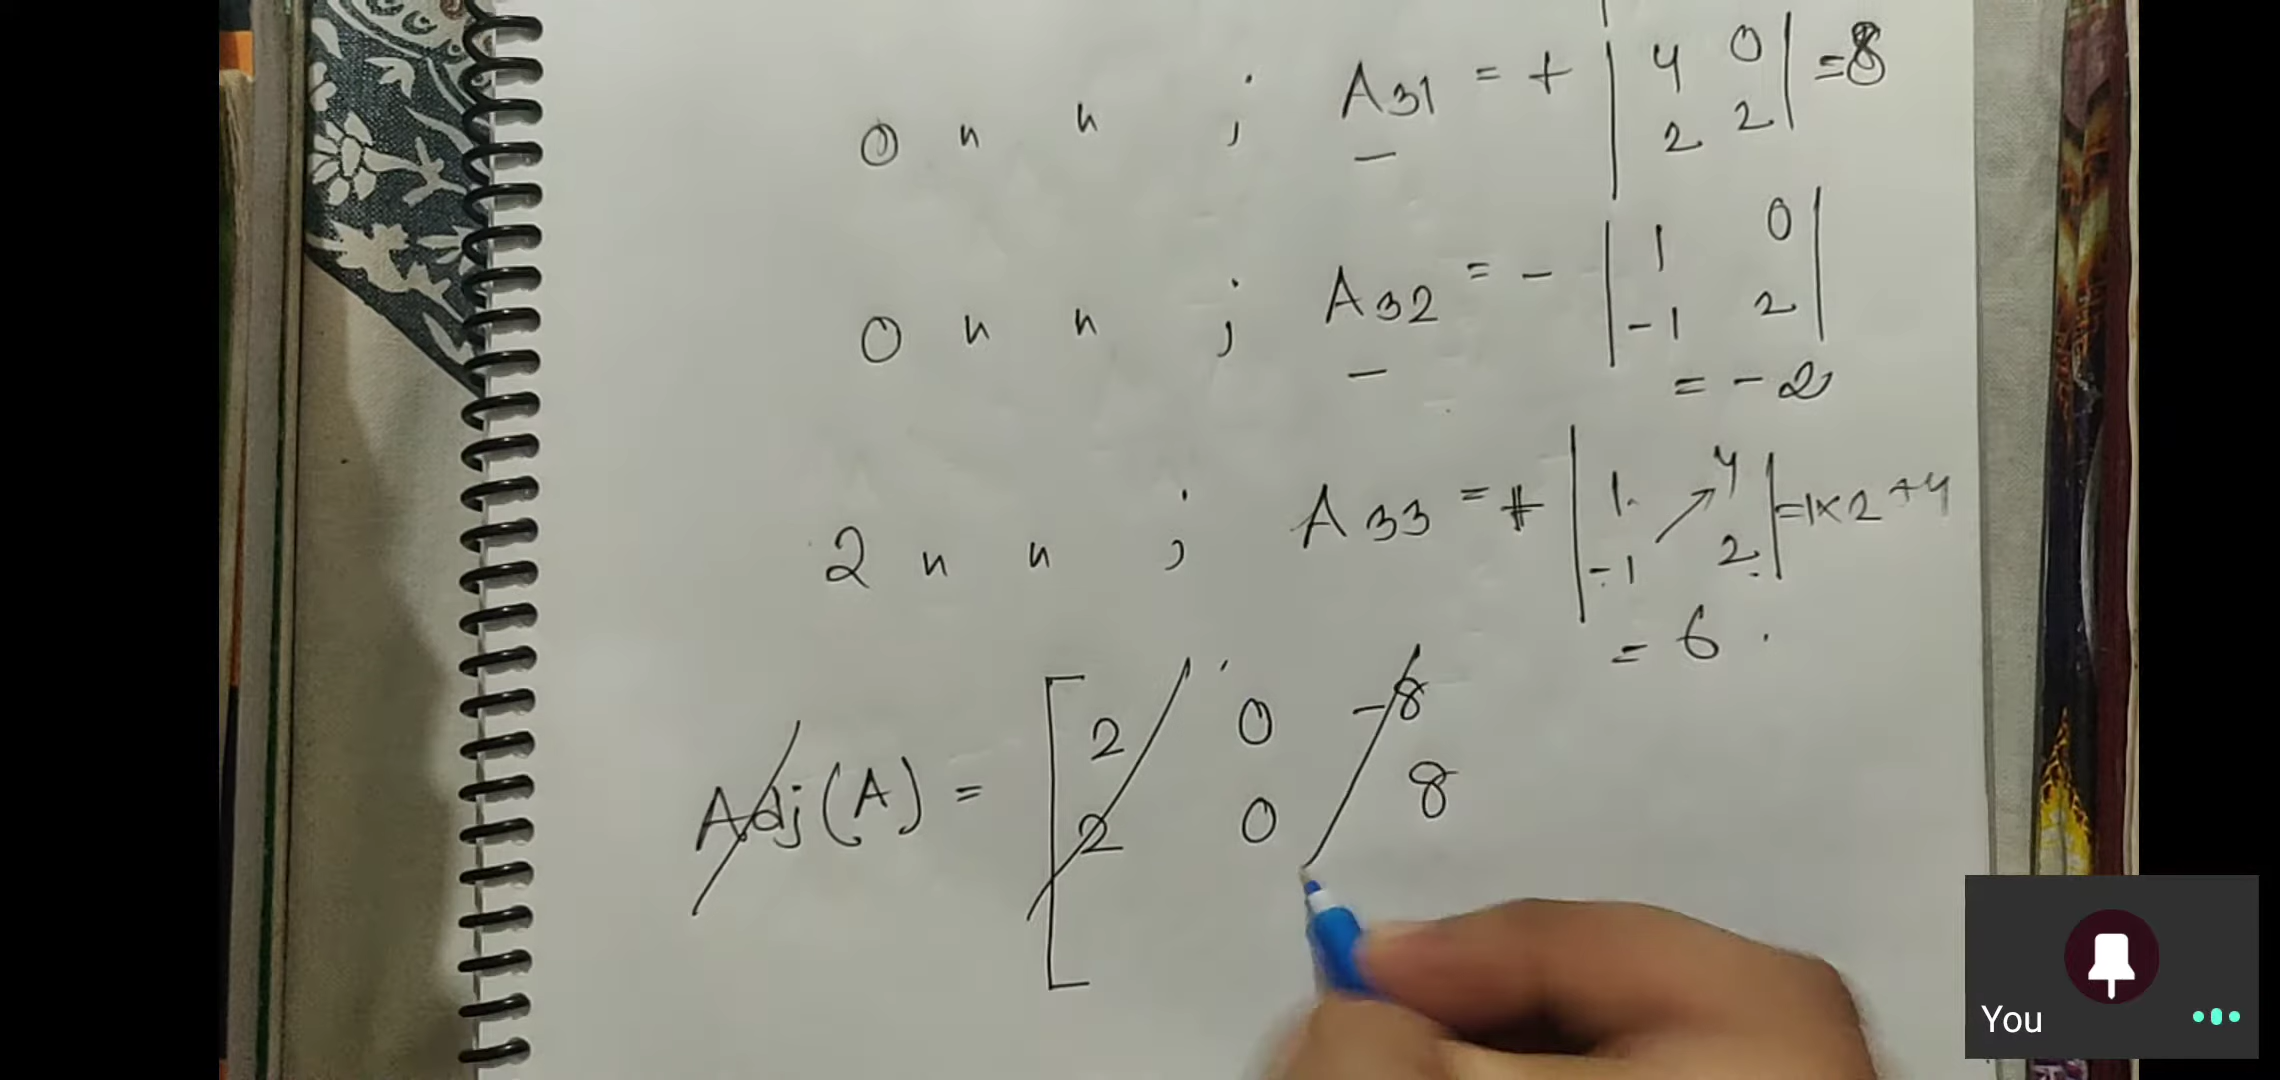 0 " " ; A31 = + | 4 0 | = 8
2 2
0 " " ; A32 = - | 1 0 |
-1 2
= -2
2 " " ; A33 = + | 1 4 | = 1×2+4
-1 2
= 6
Adj(A) = [ 2 0 -8
2 0 8
You